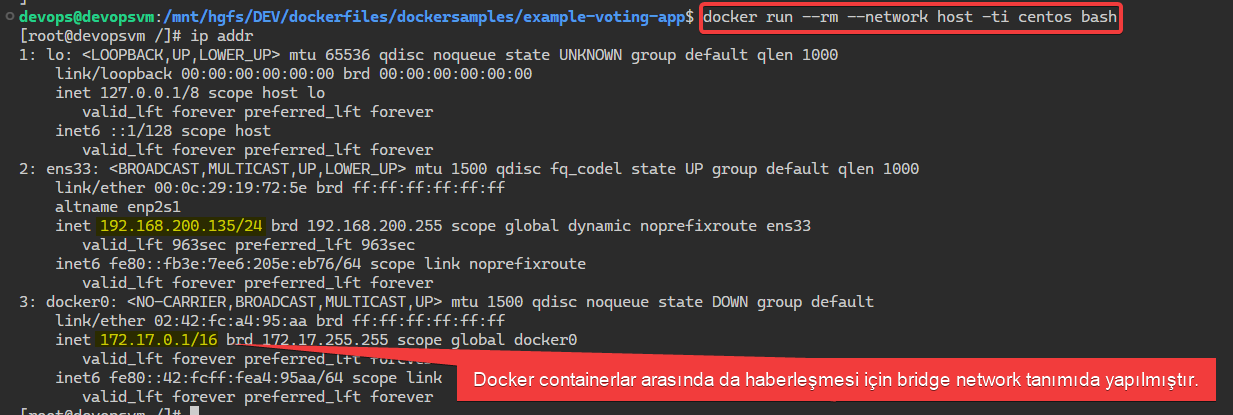 devops@devopsvm:/mnt/hgfs/DEV/dockerfiles/dockersamples/example-voting-app$ docker run --rm --network host -ti centos bash
[root@devopsvm /]# ip addr
1: lo: <LOOPBACK,UP,LOWER_UP> mtu 65536 qdisc noqueue state UNKNOWN group default qlen 1000
link/loopback 00:00:00:00:00:00 brd 00:00:00:00:00:00
inet 127.0.0.1/8 scope host lo
valid_lft forever preferred_lft forever
inet6 ::1/128 scope host
valid_lft forever preferred_lft forever
2: ens33: <BROADCAST,MULTICAST,UP,LOWER_UP> mtu 1500 qdisc fq_codel state UP group default qlen 1000
link/ether 00:0c:29:19:72:5e brd ff:ff:ff:ff:ff:ff
altname enp2s1
inet 192.168.200.135/24 brd 192.168.200.255 scope global dynamic noprefixroute ens33
valid_lft 963sec preferred_lft 963sec
inet6 fe80::fb3e:7ee6:205e:eb76/64 scope link noprefixroute
valid_lft forever preferred_lft forever
3: docker0: <NO-CARRIER,BROADCAST,MULTICAST,UP> mtu 1500 qdisc noqueue state DOWN group default
link/ether 02:42:fc:a4:95:aa brd ff:ff:ff:ff:ff:ff
inet 172.17.0.1/16 brd 172.17.255.255 scope global docker0
valid_lft forever preferred_lft forever
inet6 fe80::42:fcff:fea4:95aa/64 scope link
valid_lft forever preferred_lft forever
Docker containerlar arasında da haberleşmesi için bridge network tanımıda yapılmıştır.
[root@devopsvm /]#